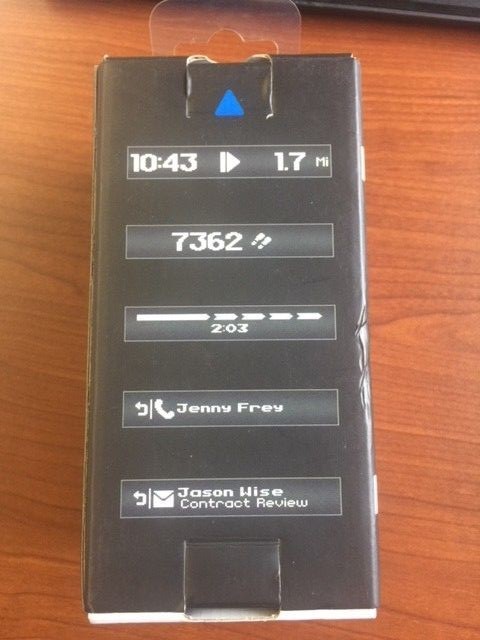 10:43 1.7 Mi
7362
2:03
Jenny Frey
Jason Wise
Contract Review